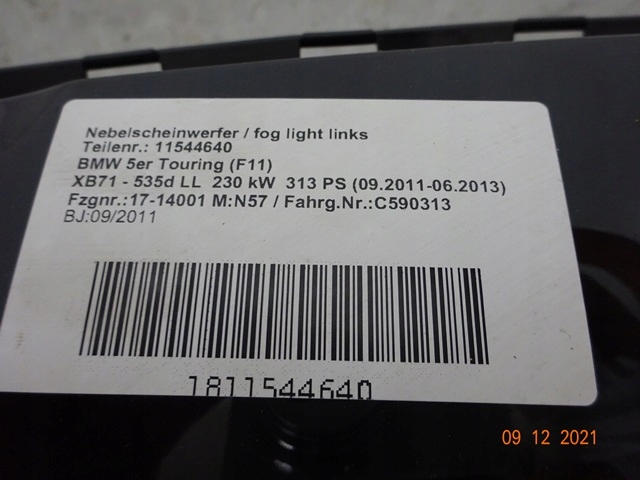 Nebelscheinwerfer / fog light links
Teilenr.: 11544640
BMW 5er Touring (F11)
XB71 - 535d LL 230 kW 313 PS (09.2011-06.2013)
Fzgnr.:17-14001 M:N57 / Fahrg.Nr.:C590313
BJ:09/2011
1811544640
09 12 2021